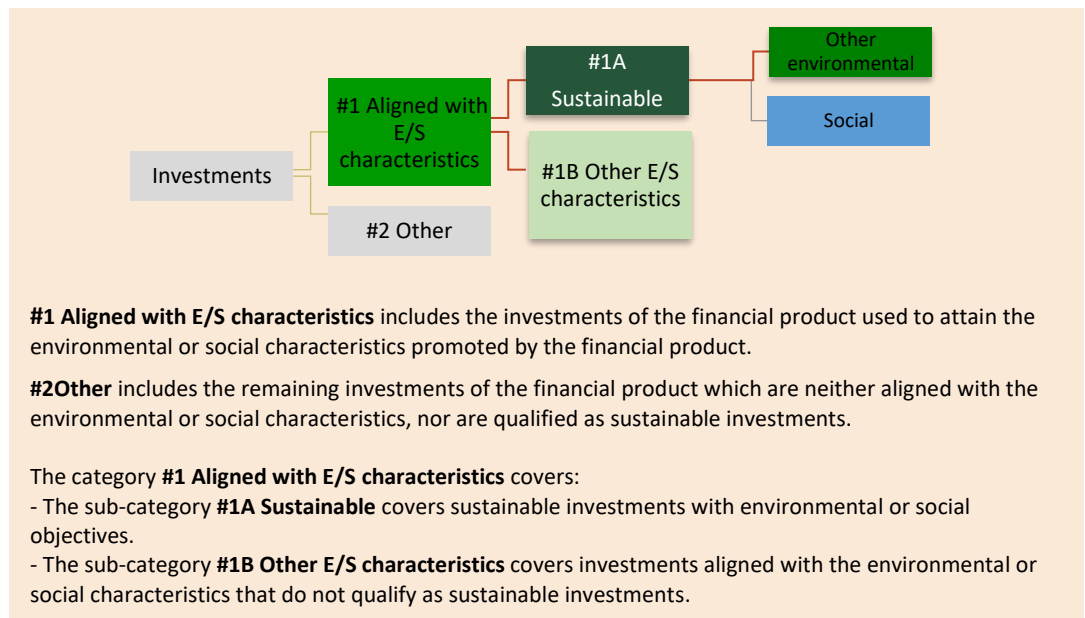 Investments
#1 Aligned with
E/S
characteristics
#2 Other
#1A
Sustainable
#1B Other E/S
characteristics
Other
environmental
Social
#1 Aligned with E/S characteristics includes the investments of the financial product used to attain the
environmental or social characteristics promoted by the financial product.
#2Other includes the remaining investments of the financial product which are neither aligned with the
environmental or social characteristics, nor are qualified as sustainable investments.
The category #1 Aligned with E/S characteristics covers:
- The sub-category #1A Sustainable covers sustainable investments with environmental or social
objectives.
- The sub-category #1B Other E/S characteristics covers investments aligned with the environmental or
social characteristics that do not qualify as sustainable investments.